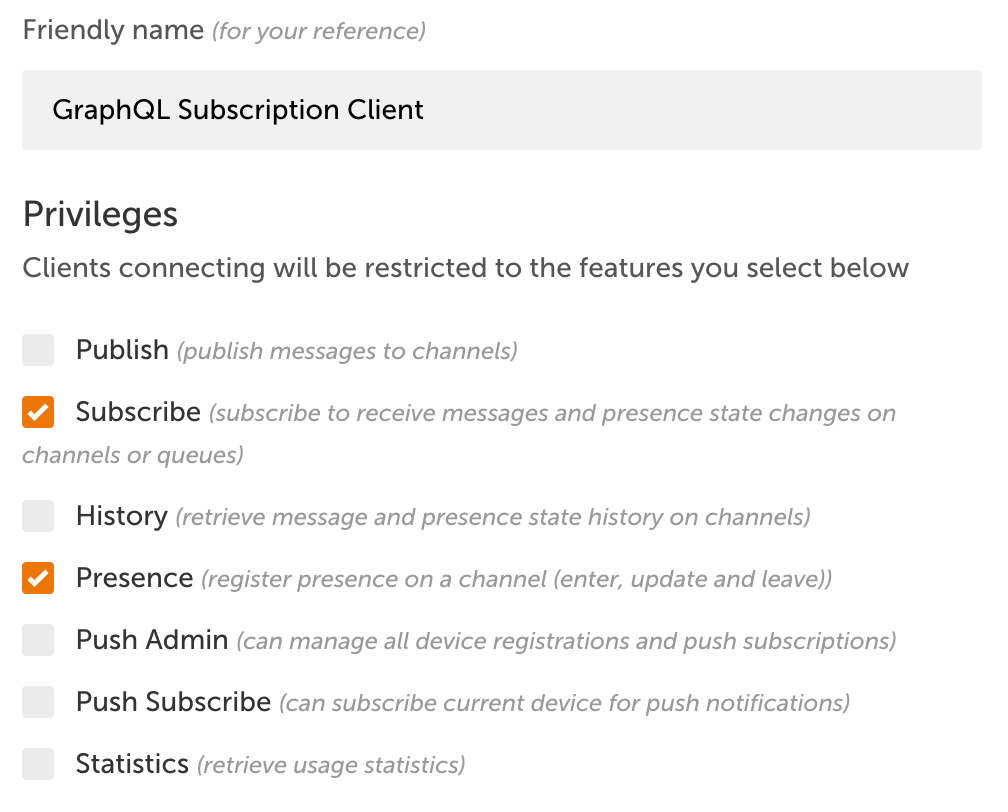 Friendly name (for your reference)
GraphQL Subscription Client
Privileges
Clients connecting will be restricted to the features you select below
Publish (publish messages to channels)
Subscribe (subscribe to receive messages and presence state changes on
channels or queues)
History (retrieve message and presence state history on channels)
Presence (register presence on a channel (enter, update and leave))
Push Admin (can manage all device registrations and push subscriptions)
Push Subscribe (can subscribe current device for push notifications)
Statistics (retrieve usage statistics)